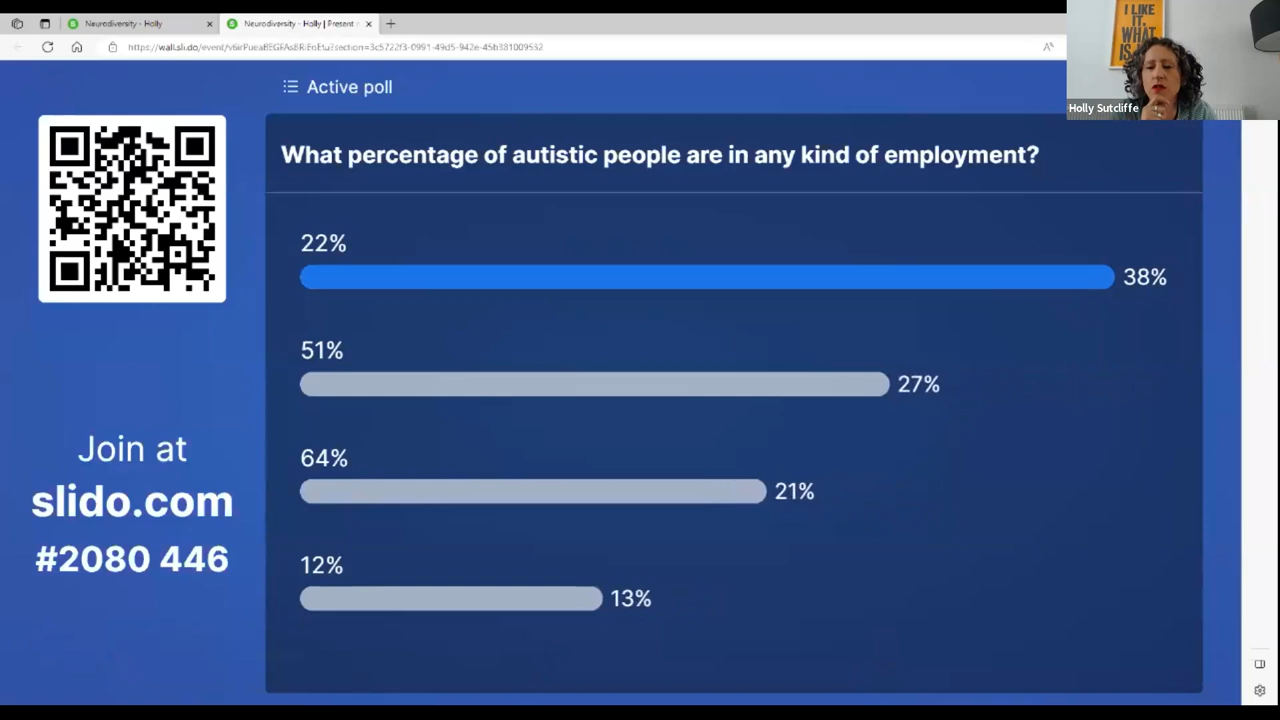 Neurodiversity - Holly
Neurodiversity - Holly | Present
Active poll
Holly Sutcliffe
I LIKE
IT.
WHAT
IS
What percentage of autistic people are in any kind of employment?
22%
38%
51%
27%
64%
21%
12%
13%
Join at
slido.com
#2080 446